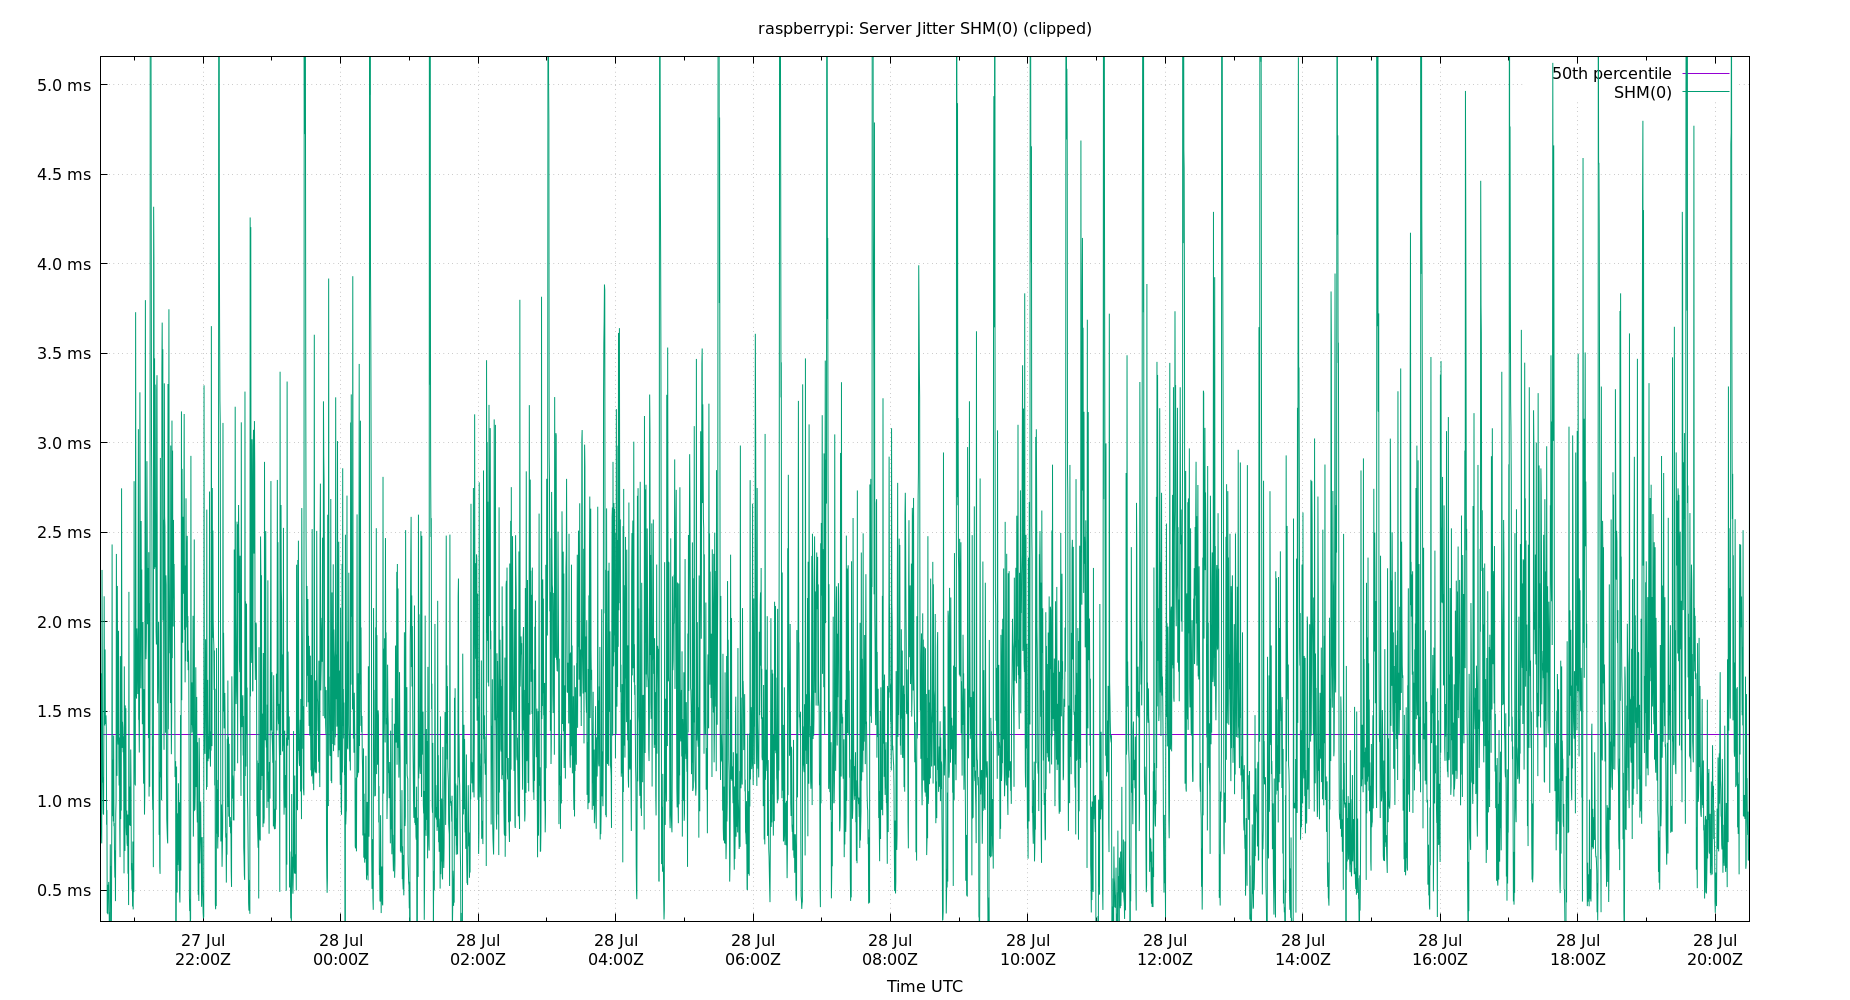 raspberrypi: Server Jitter SHM(0) (clipped)
50th percentile
SHM(0)
5.0 ms
4.5 ms
4.0 ms
3.5 ms
3.0 ms
2.5 ms
2.0 ms
1.5 ms
1.0 ms
0.5 ms
27 Jul 28 Jul 28 Jul 28 Jul 28 Jul 28 Jul 28 Jul 28 Jul 28 Jul 28 Jul 28 Jul 28 Jul
22:00Z 00:00Z 02:00Z 04:00Z 06:00Z 08:00Z 10:00Z 12:00Z 14:00Z 16:00Z 18:00Z 20:00Z
Time UTC